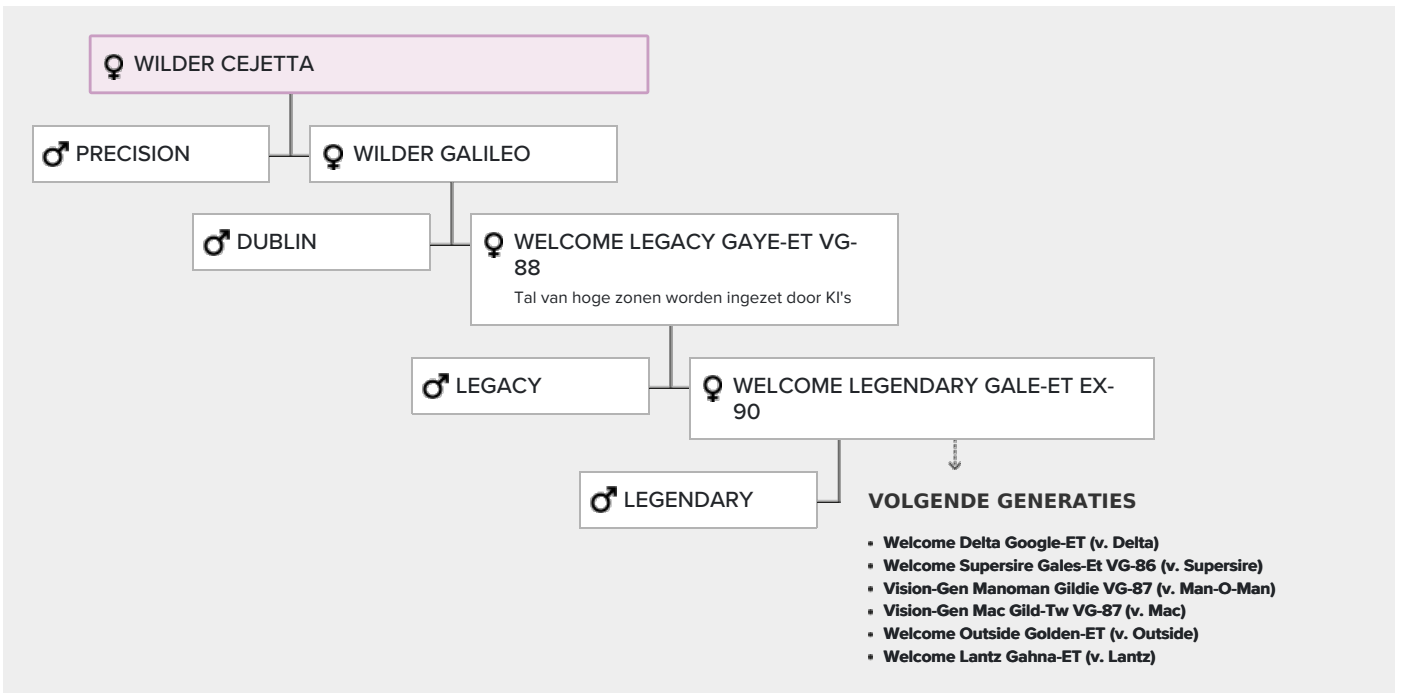 WILDER CEJETTA
PRECISION
WILDER GALILEO
DUBLIN
WELCOME LEGACY GAYE-ET VG-
88
Tal van hoge zonen worden ingezet door KI's
LEGACY
WELCOME LEGENDARY GALE-ET EX-
90
LEGENDARY
VOLGENDE GENERATIES
• Welcome Delta Google-ET (v. Delta)
• Welcome Supersire Gales-Et VG-86 (v. Supersire)
• Vision-Gen Manoman Gildie VG-87 (v. Man-O-Man)
• Vision-Gen Mac Gild-Tw VG-87 (v. Mac)
• Welcome Outside Golden-ET (v. Outside)
• Welcome Lantz Gahna-ET (v. Lantz)